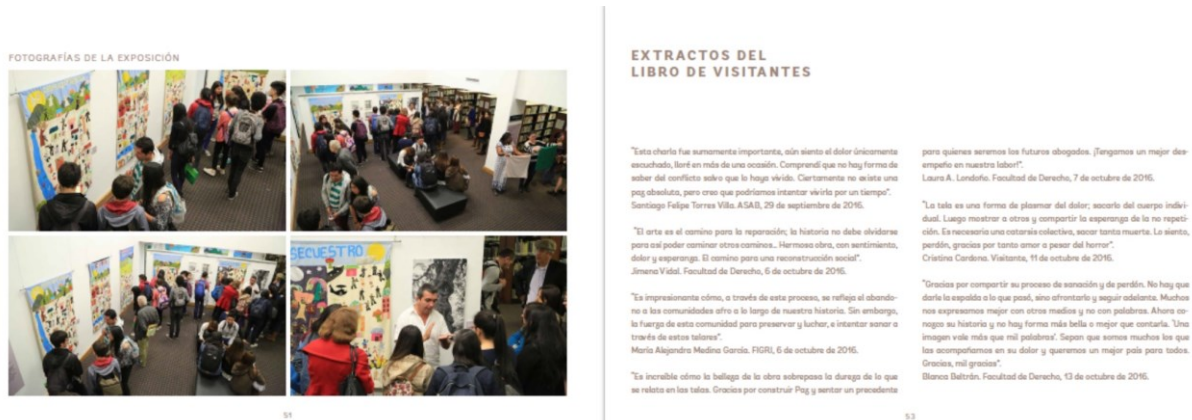 FOTOGRAFÍAS DE LA EXPOSICIÓN
SECUESTRO
51
EXTRACTOS DEL
LIBRO DE VISITANTES
"Esta charla fue sumamente importante, aún siento el dolor únicamente
escuchado, lloré en más de una ocasión. Comprendí que no hay forma de
saber del conflicto salvo que lo haya vivido. Ciertamente no existe una
paz absoluta, pero creo que podríamos intentar vivirla por un tiempo".
Santiago Felipe Torres Villa. ASAB, 29 de septiembre de 2016.
"El arte es el camino para la reparación; la historia no debe olvidarse
para así poder caminar otros caminos... Hermosa obra, con sentimiento,
dolor y esperanza. El camino para una reconstrucción social".
Jimena Vidal. Facultad de Derecho, 6 de octubre de 2016.
"Es impresionante cómo, a través de este proceso, se refleja el abando-
no a las comunidades afro a lo largo de nuestra historia. Sin embargo,
la fuerza de esta comunidad para preservar y luchar, e intentar sanar a
través de estos telares".
María Alejandra Medina García. FIGRI, 6 de octubre de 2016.
"Es increíble cómo la belleza de la obra sobrepasa la dureza de lo que
se relata en las telas. Gracias por construir Paz y sentar un precedente
para quienes seremos los futuros abogados. ¡Tengamos un mejor des-
empeño en nuestra labor!".
Laura A. Londoño. Facultad de Derecho, 7 de octubre de 2016.
"La tela es una forma de plasmar del dolor; sacarlo del cuerpo indivi-
dual. Luego mostrar a otros y compartir la esperanza de la no repeti-
ción. Es necesaria una catarsis colectiva, sacar tanta muerte. Lo siento,
perdón, gracias por tanto amor a pesar del horror".
Cristina Cardona. Visitante, 11 de octubre de 2016.
"Gracias por compartir su proceso de sanación y de perdón. No hay que
darle la espalda a lo que pasó, sino afrontarlo y seguir adelante. Muchos
nos expresamos mejor con otros medios y no con palabras. Ahora co-
nozco su historia y no hay forma más bella o mejor que contarla. 'Una
imagen vale más que mil palabras'. Sepan que somos muchos los que
las acompañamos en su dolor y queremos un mejor país para todos.
Gracias, mil gracias".
Blanca Beltrán. Facultad de Derecho, 13 de octubre de 2016.
53